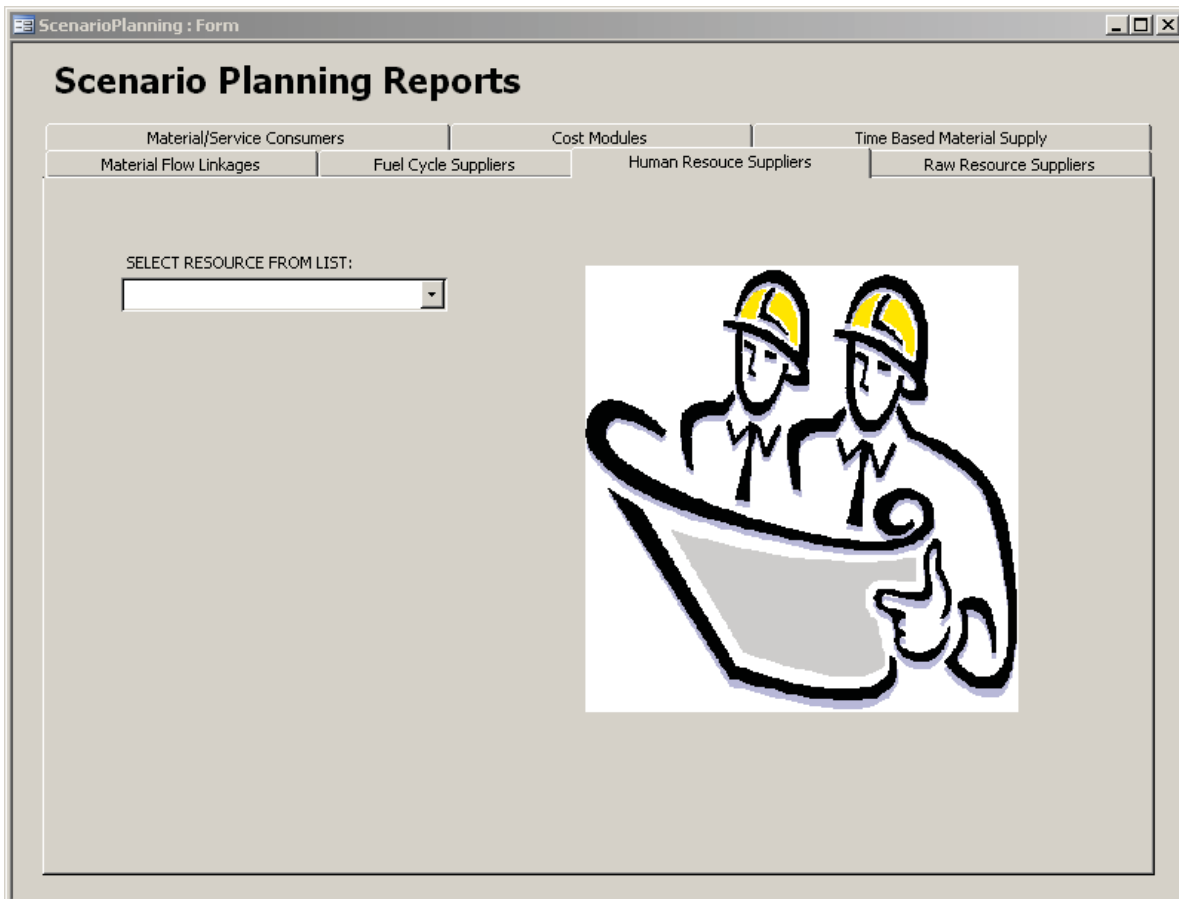 ScenarioPlanning : Form
Scenario Planning Reports
Material/Service Consumers Cost Modules Time Based Material Supply
Material Flow Linkages Fuel Cycle Suppliers Human Resouce Suppliers Raw Resource Suppliers
SELECT RESOURCE FROM LIST: